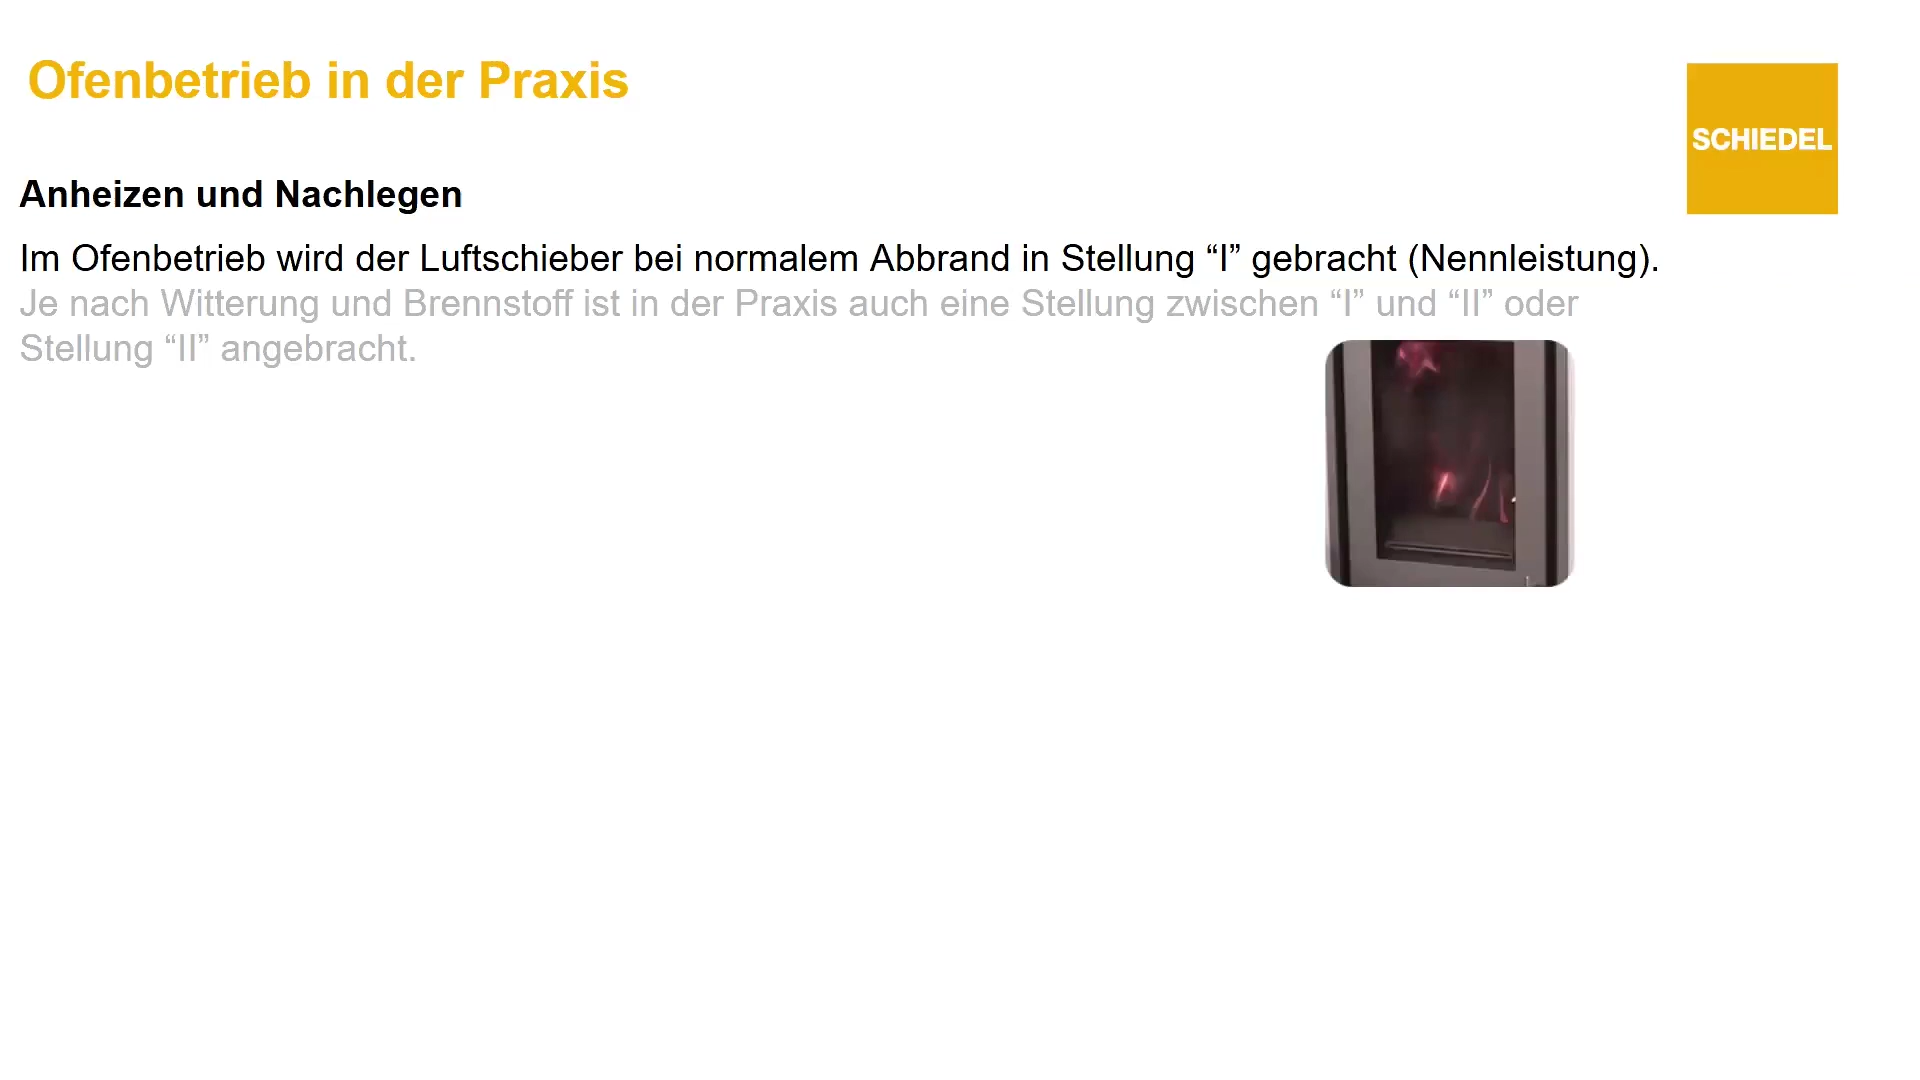 Ofenbetrieb in der Praxis
SCHIEDEL
Anheizen und Nachlegen
Im Ofenbetrieb wird der Luftschieber bei normalem Abbrand in Stellung “I” gebracht (Nennleistung).
Je nach Witterung und Brennstoff ist in der Praxis auch eine Stellung zwischen “I” und “II” oder
Stellung “II” angebracht.